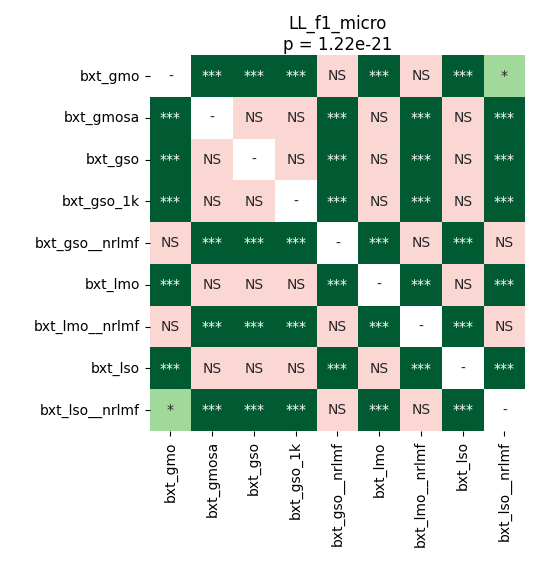 LL_f1_micro
p = 1.22e-21
bxt_gmo - *** *** *** NS *** NS *** *
bxt_gmosa *** - NS NS *** NS *** NS ***
bxt_gso *** NS - NS *** NS *** NS ***
bxt_gso_1k *** NS NS - *** NS *** NS ***
bxt_gso__nrlmf NS *** *** *** - *** NS *** NS
bxt_lmo *** NS NS NS *** - *** NS ***
bxt_lmo__nrlmf NS *** *** *** NS *** - *** NS
bxt_lso *** NS NS NS *** NS *** - ***
bxt_lso__nrlmf * *** *** *** NS *** NS *** -
bxt_gmo
bxt_gmosa
bxt_gso
bxt_gso_1k
bxt_gso__nrlmf
bxt_lmo
bxt_lmo__nrlmf
bxt_lso
bxt_lso__nrlmf